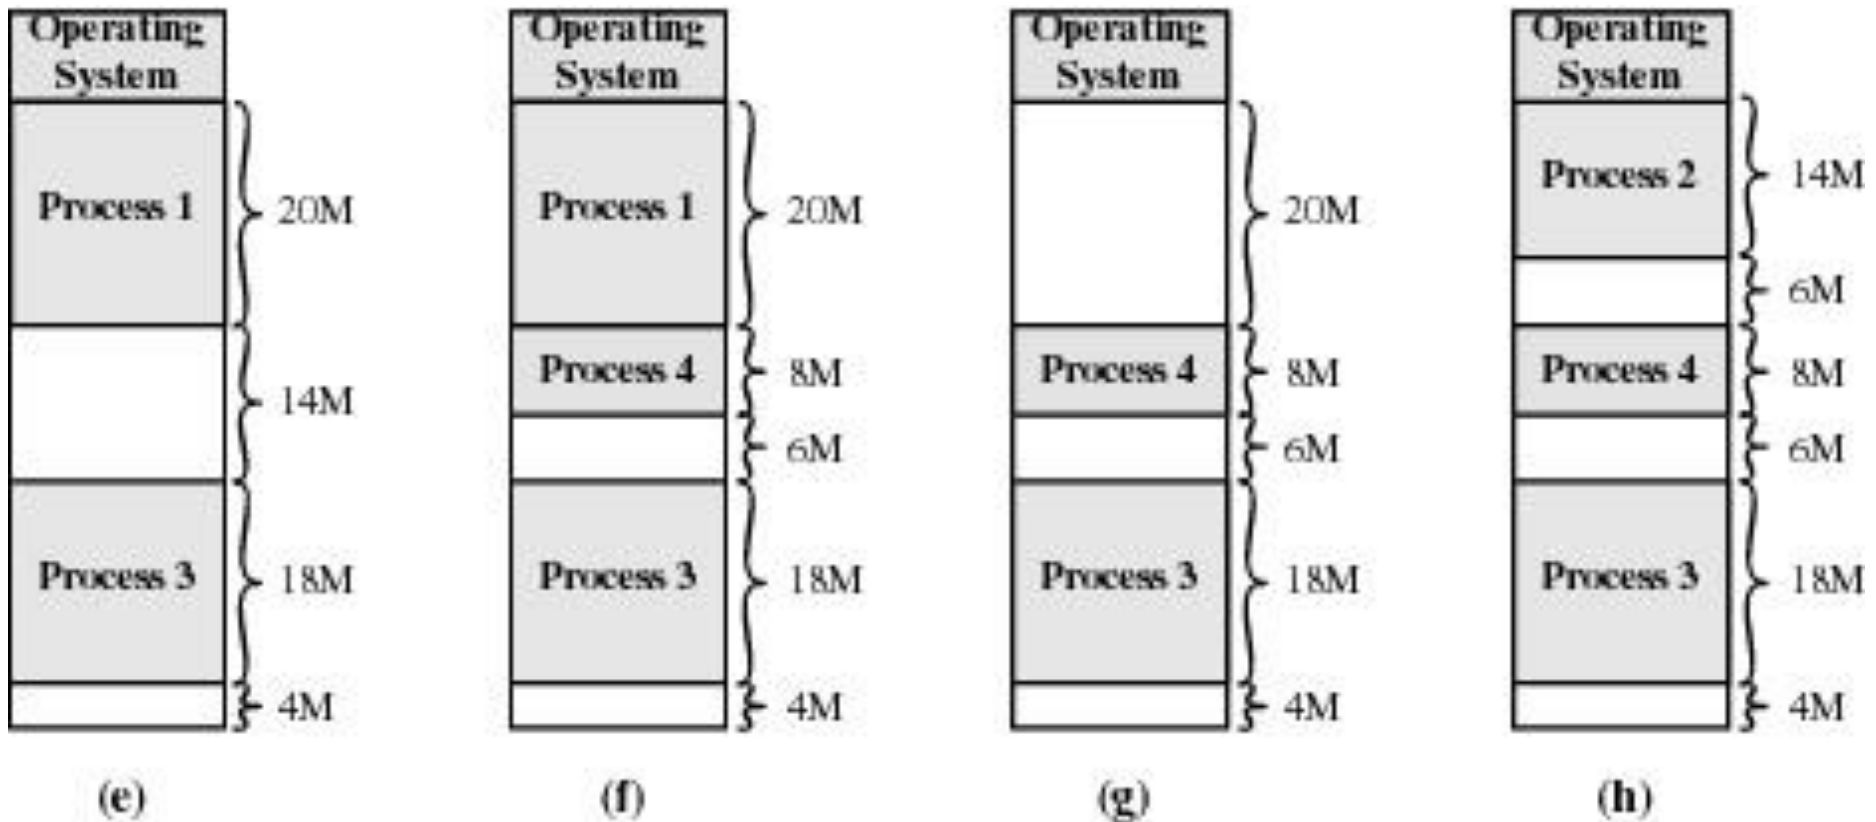 Operating
System
Process 1
20M
14M
Process 3
18M
4M
(e)
Operating
System
Process 1
20M
Process 4
8M
6M
Process 3
18M
4M
(f)
Operating
System
20M
Process 4
8M
6M
Process 3
18M
4M
(g)
Operating
System
Process 2
14M
6M
Process 4
8M
6M
Process 3
18M
4M
(h)